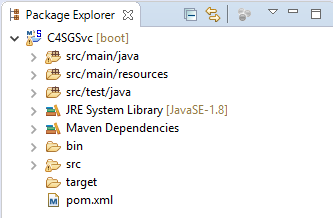 Package Explorer
C4SGSvc [boot]
src/main/java
src/main/resources
src/test/java
JRE System Library [JavaSE-1.8]
Maven Dependencies
bin
src
target
pom.xml